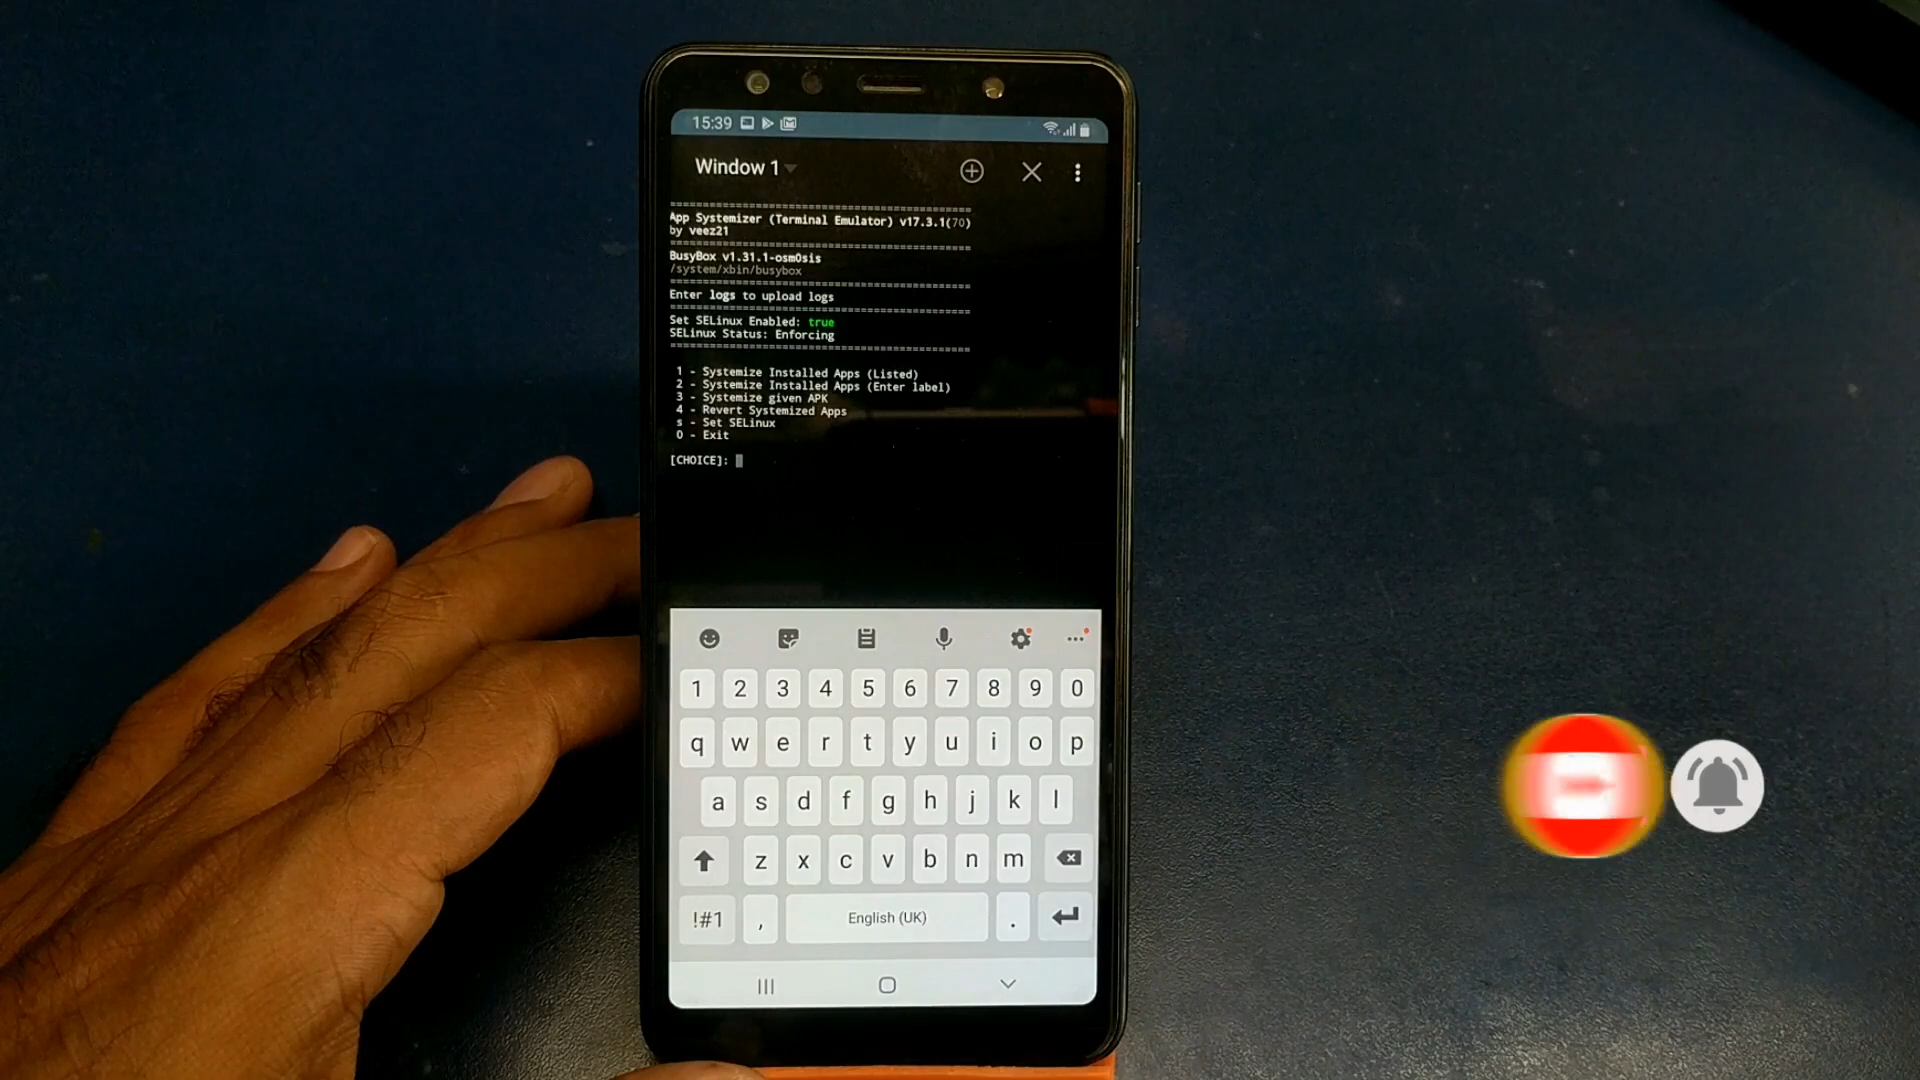 15:39
Window 1
==============================================
App Systemizer (Terminal Emulator) v17.3.1(70)
by veez21
==============================================
BusyBox v1.31.1-osm0sis
/system/xbin/busybox
==============================================
Enter logs to upload logs
==============================================
Set SELinux Enabled: true
SELinux Status: Enforcing
==============================================
1 - Systemize Installed Apps (Listed)
2 - Systemize Installed Apps (Enter label)
3 - Systemize given APK
4 - Revert Systemized Apps
s - Set SELinux
0 - Exit
[CHOICE]:
1 2 3 4 5 6 7 8 9 0
q w e r t y u i o p
a s d f g h j k l
z x c v b n m
!#1 , English (UK) .